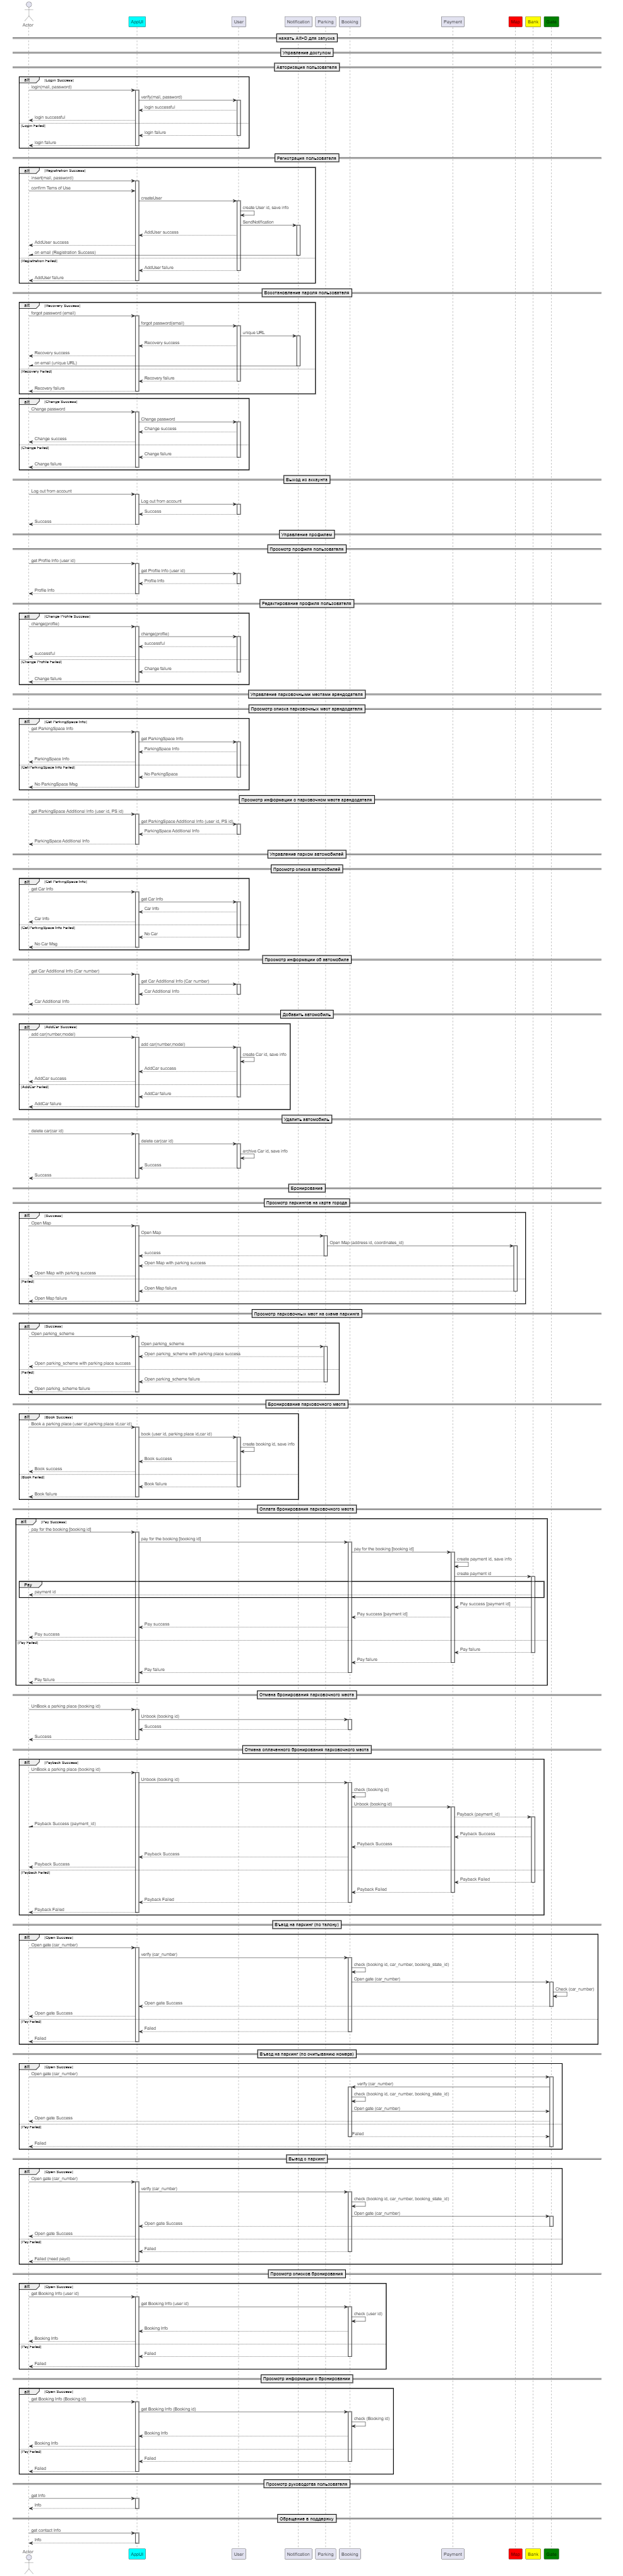 Actor
User
Notification
Parking
Booking
Payment
Bank
нажать Alt+D для запуска
Управление доступом
Авторизация пользователя
alt [Login Success]
login(mail, password)
verify(mail, password)
login successful
login successful
[Login Failed]
login failure
login failure
Регистрация пользователя
alt [Registration Success]
insert(mail, password)
confirm Terms of Use
createUser
create User id, save info
SendNotification
AddUser success
AddUser success
on email (Registration Success)
[Registration Failed]
AddUser failure
AddUser failure
Восстановление пароля пользователя
alt [Recovery Success]
forgot password (email)
forgot password(email)
unique URL
Recovery success
Recovery success
on email (unique URL)
[Recovery Failed]
Recovery failure
Recovery failure
alt [Change Success]
Change password
Change password
Change success
Change success
[Change Failed]
Change failure
Change failure
Выход из аккаунта
Log out from account
Log out from account
Success
Success
Управление профилем
Просмотр профиля пользователя
get Profile Info (user id)
get Profile Info (user id)
Profile Info
Profile Info
Редактирование профиля пользователя
alt [Change Profile Success]
change(profile)
change(profile)
successful
successful
[Change Profile Failed]
Change failure
Change failure
Управление парковочными местами арендодателя
Просмотр списка парковочных мест арендодателя
alt [Get ParkingSpace Info]
get ParkingSpace Info
get ParkingSpace Info
ParkingSpace Info
ParkingSpace Info
[Get ParkingSpace Info Failed]
No ParkingSpace
No ParkingSpace Msg
Просмотр информации о парковочном месте арендодателя
get ParkingSpace Additional Info (user id, PS id)
get ParkingSpace Additional Info (user id, PS id)
ParkingSpace Additional Info
ParkingSpace Additional Info
Управление парком автомобилей
Просмотр списка автомобилей
alt [Get ParkingSpace Info]
get Car Info
get Car Info
Car Info
Car Info
[Get ParkingSpace Info Failed]
No Car
No Car Msg
Просмотр информации об автомобиле
get Car Additional Info (Car number)
get Car Additional Info (Car number)
Car Additional Info
Car Additional Info
Добавить автомобиль
alt [AddCar Success]
add car(number,model)
add car(number,model)
create Car id, save info
AddCar success
AddCar success
[AddCar Failed]
AddCar failure
AddCar failure
Удалить автомобиль
delete car(car id)
delete car(car id)
archive Car id, save info
Success
Success
Бронирование
Просмотр паркингов на карте города
alt [Success]
Open Map
Open Map
Open Map (address id, coordinates_id)
success
Open Map with parking success
Open Map with parking success
[Failed]
Open Map failure
Open Map failure
Просмотр парковочных мест на схеме паркинга
alt [Success]
Open parking_scheme
Open parking_scheme
Open parking_scheme with parking place success
Open parking_scheme with parking place success
[Failed]
Open parking_scheme failure
Open parking_scheme failure
Бронирование парковочного места
alt [Book Success]
Book a parking place (user id,parking place id,car id)
book (user id, parking place id,car id)
create booking id, save info
Book success
Book success
[Book Failed]
Book failure
Book failure
Оплата бронирования парковочного места
alt [Pay Success]
pay for the booking [booking id]
pay for the booking [booking id]
pay for the booking [booking id]
create payment id, save info
create payment id
Pay
payment id
Pay success [payment id]
Pay success [payment id]
Pay success
Pay success
[Pay Failed]
Pay failure
Pay failure
Pay failure
Pay failure
Отмена бронирования парковочного места
UnBook a parking place (booking id)
Unbook (booking id)
Success
Success
Отмена оплаченного бронирования парковочного места
alt [Payback Success]
UnBook a parking place (booking id)
Unbook (booking id)
check (booking id)
Unbook (booking id)
Payback (payment_id)
Payback Success (payment_id)
Payback Success
Payback Success
Payback Success
Payback Success
[Payback Failed]
Payback Failed
Payback Failed
Payback Failed
Payback Failed
Въезд на паркинг (по талону)
alt [Open Success]
Open gate (car_number)
verify (car_number)
check (booking id, car_number, booking_state_id)
Open gate (car_number)
Check (car_number)
Open gate Success
Open gate Success
[Pay Failed]
Failed
Failed
Въезд на паркинг (по считыванию номера)
alt [Open Success]
Open gate (car_number)
verify (car_number)
check (booking id, car_number, booking_state_id)
Open gate (car_number)
Open gate Success
[Pay Failed]
Failed
Failed
Выезд с паркинг
alt [Open Success]
Open gate (car_number)
verify (car_number)
check (booking id, car_number, booking_state_id)
Open gate (car_number)
Open gate Success
Open gate Success
[Pay Failed]
Failed
Failed (need pay)
Просмотр списков бронирования
alt [Open Success]
get Booking Info (user id)
get Booking Info (user id)
check (user id)
Booking Info
Booking Info
[Pay Failed]
Failed
Failed
Просмотр информации о бронировании
alt [Open Success]
get Booking Info (Booking id)
get Booking Info (Booking id)
check (Booking id)
Booking Info
Booking Info
[Pay Failed]
Failed
Failed
Просмотр руководства пользователя
get info
Info
Обращение в поддержку
get contact info
Info
Actor
User
Notification
Parking
Booking
Payment
Bank